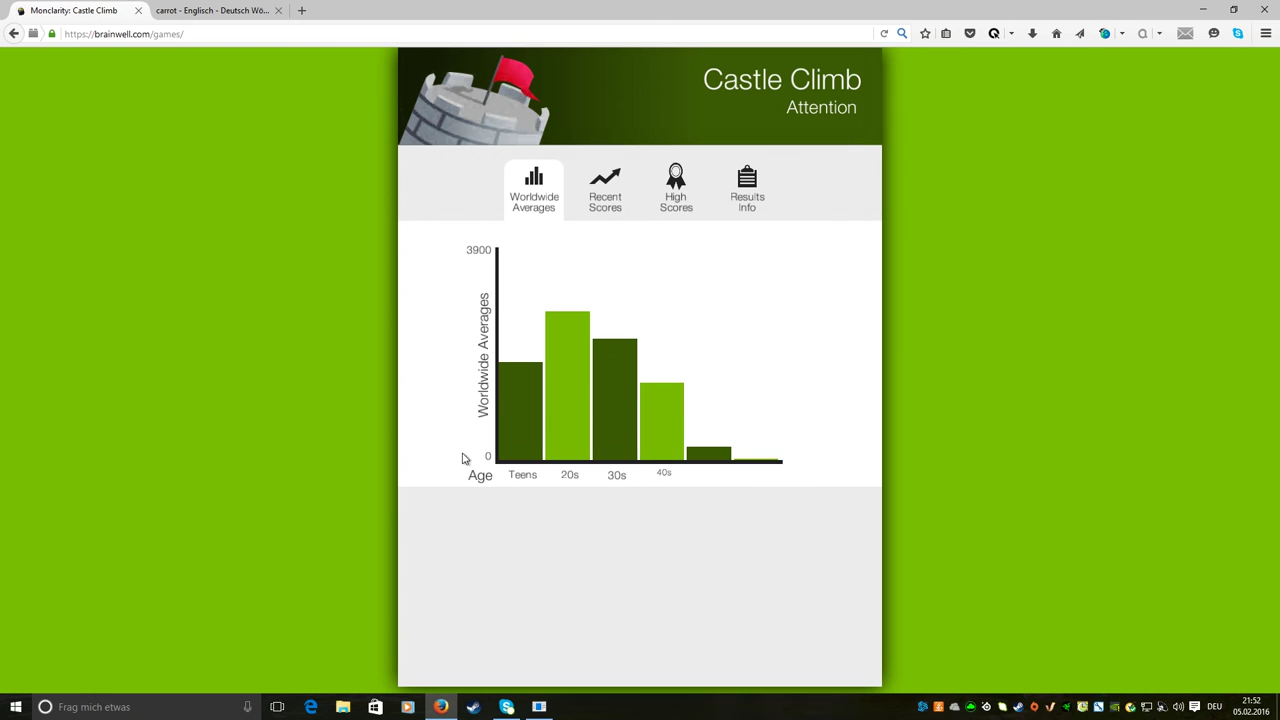 Monclarity: Castle Climb
carrot - Englisch - Deutsch Wö...
https://brainwell.com/games/
Castle Climb
Attention
Worldwide Averages
Recent Scores
High Scores
Results Info
3900
Worldwide Averages
0
Age Teens 20s 30s 40s
Frag mich etwas
DEU
21:52
05.02.2016